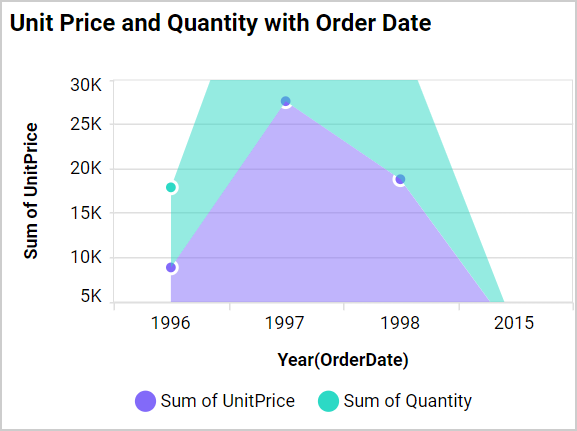 Unit Price and Quantity with Order Date
30K
25K
20K
15K
10K
5K
Sum of UnitPrice
1996 1997 1998 2015
Year(OrderDate)
Sum of UnitPrice Sum of Quantity